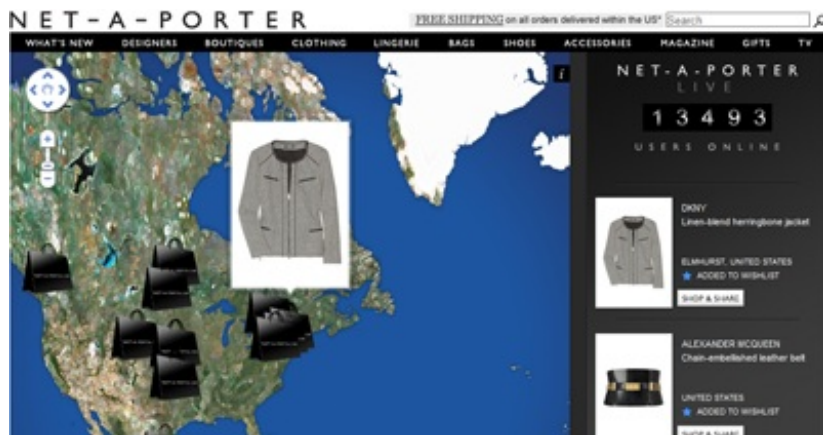 NET-A-PORTER
FREE SHIPPING on all orders delivered within the US*
Search
WHAT'S NEW DESIGNERS BOUTIQUES CLOTHING LINGERIE BAGS SHOES ACCESSORIES MAGAZINE GIFTS TV
i
NET-A-PORTER
LIVE
13493
USERS ONLINE
DKNY
Linen-blend herringbone jacket
ELMHURST, UNITED STATES
ADDED TO WISHLIST
SHOP & SHARE
ALEXANDER MCQUEEN
Chain-embellished leather belt
UNITED STATES
ADDED TO WISHLIST
SHOP & SHARE